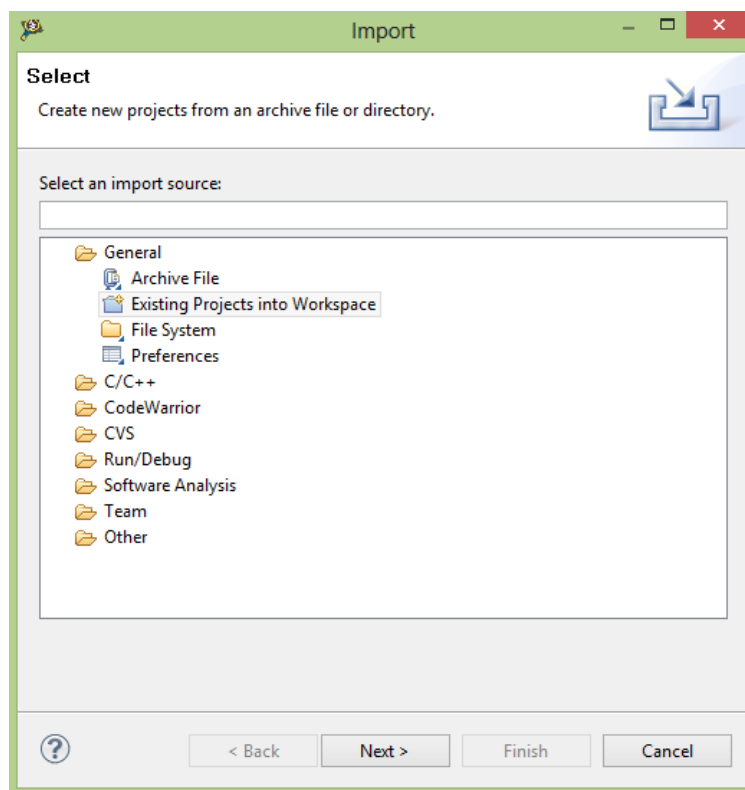 Import
Select
Create new projects from an archive file or directory.
Select an import source:
General
Archive File
Existing Projects into Workspace
File System
Preferences
C/C++
CodeWarrior
CVS
Run/Debug
Software Analysis
Team
Other
? < Back Next > Finish Cancel